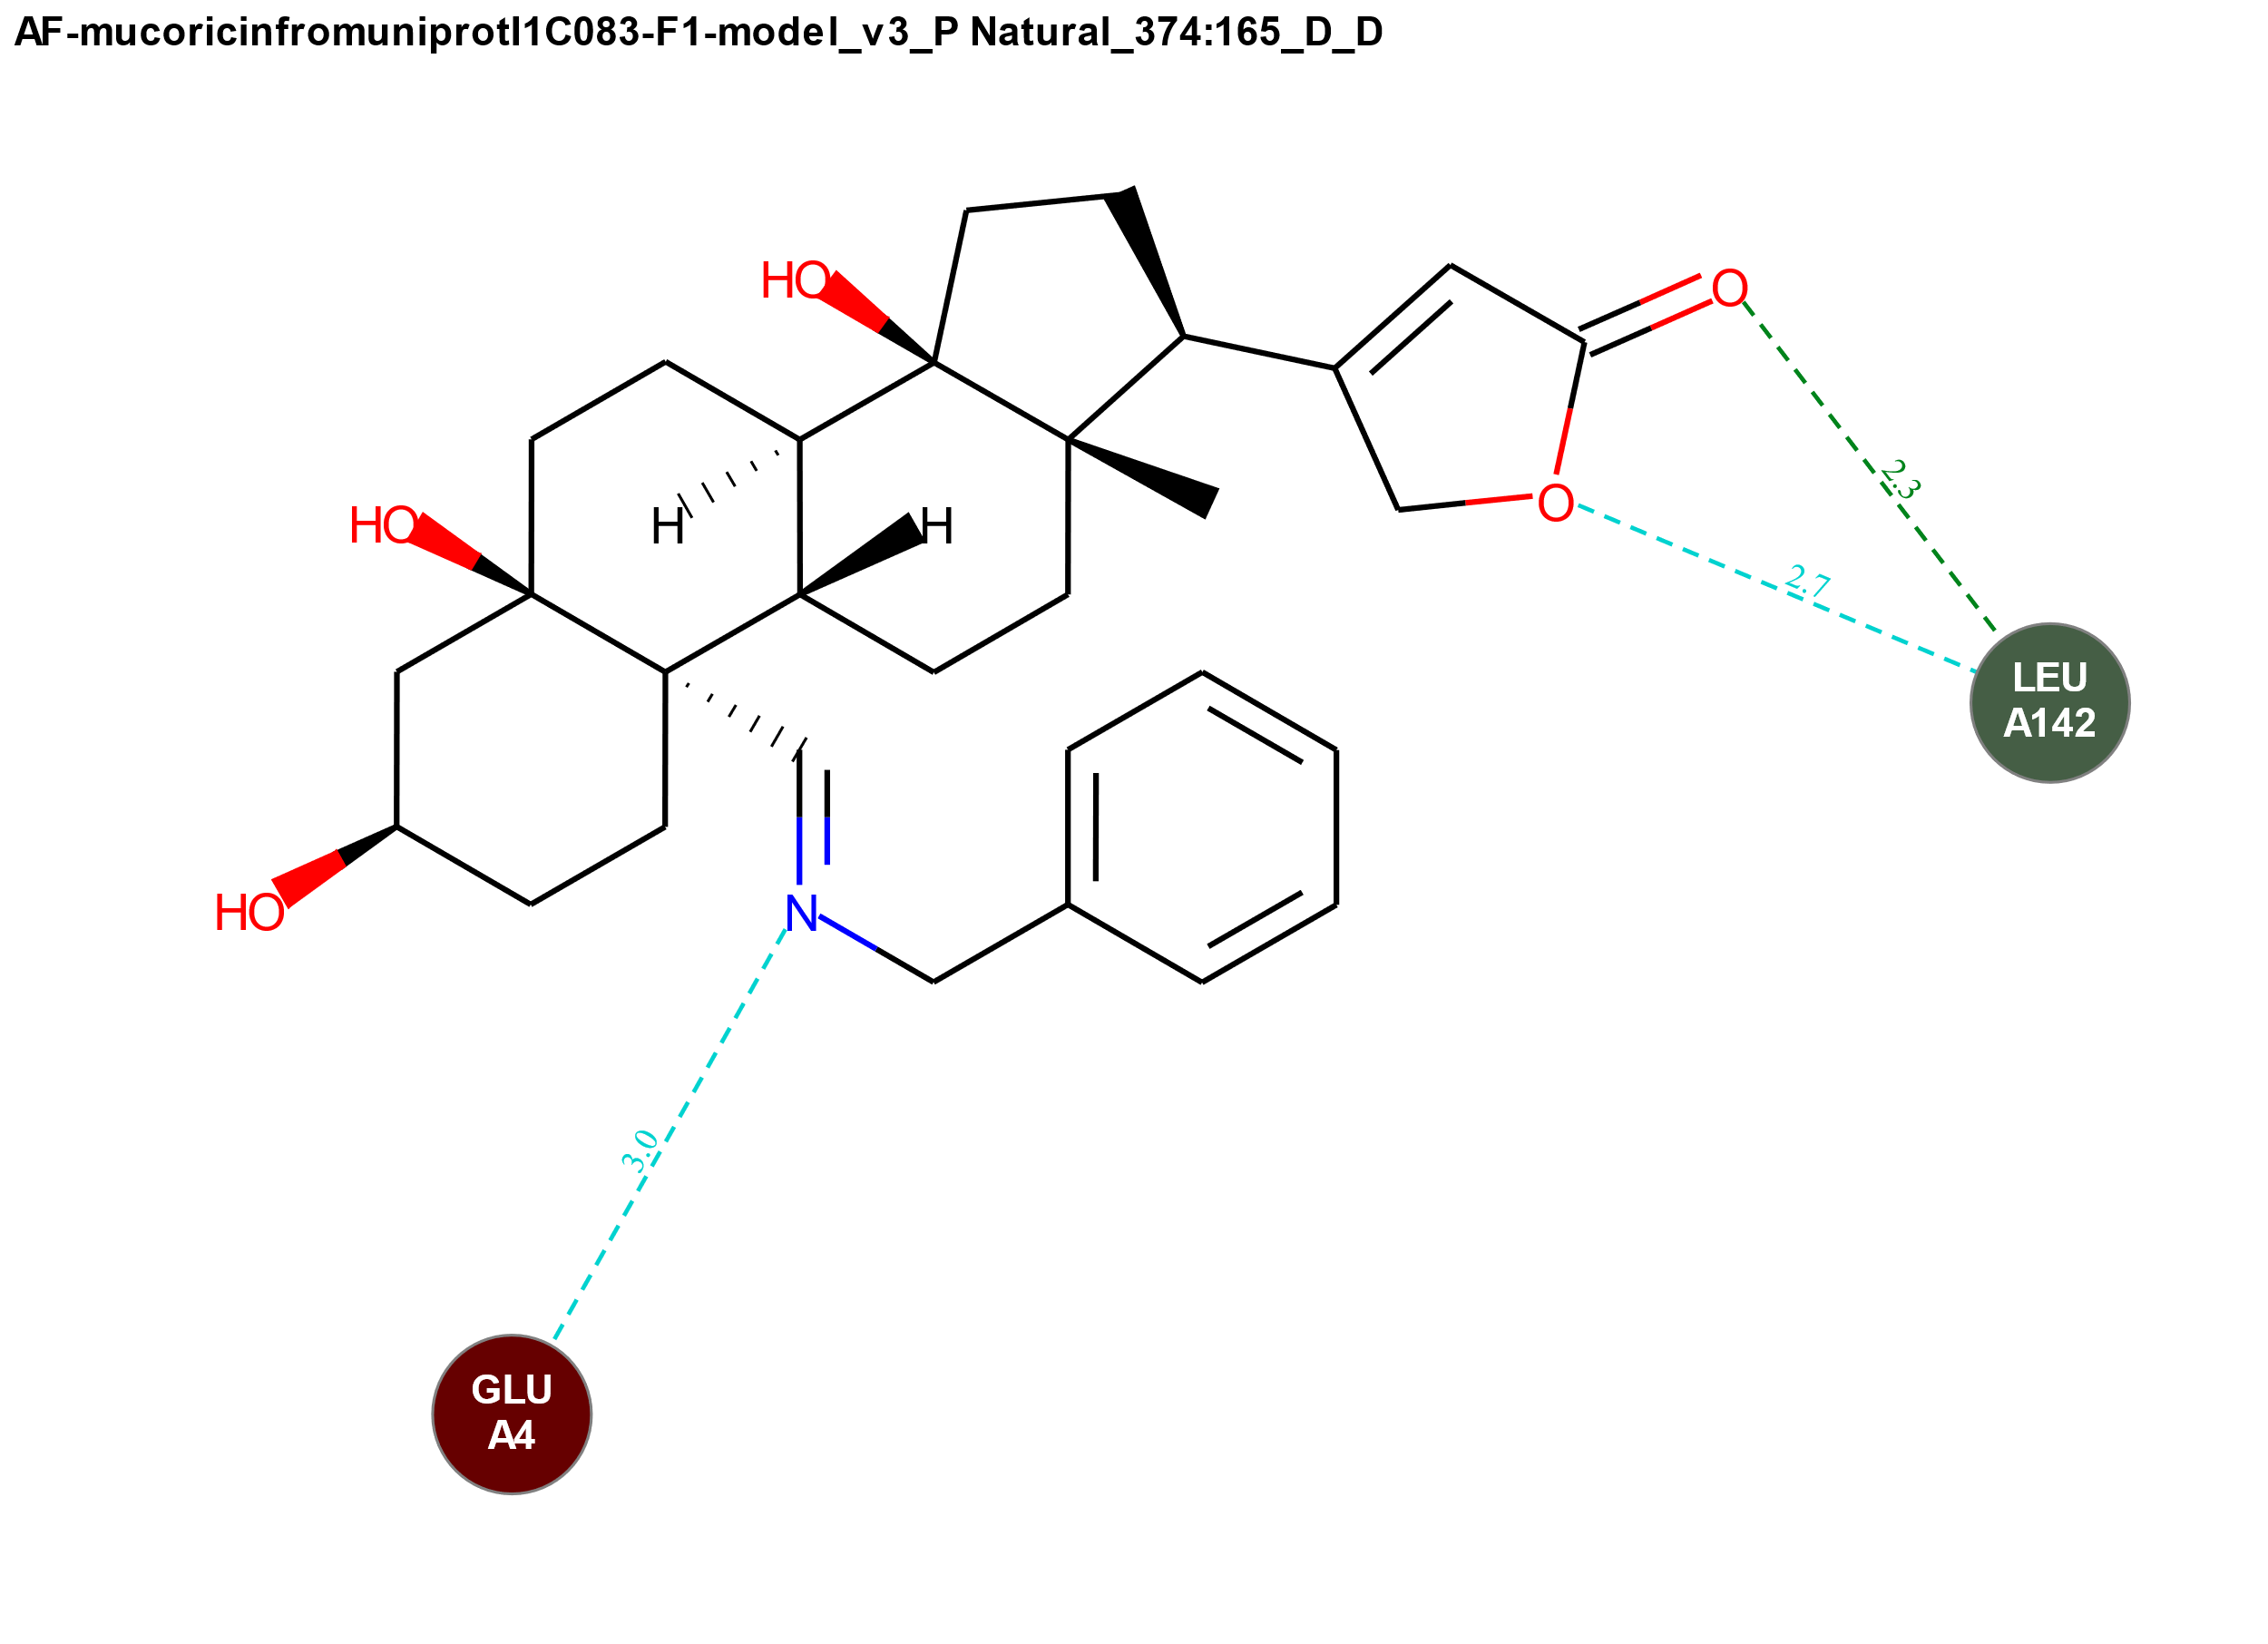 AF-mucoricinfromuniprotI1C083-F1-model_v3_P Natural_374:165_D_D
HO
O
HO
H
H
O
2.3
2.7
LEU
A142
HO
N
3.0
GLU
A4